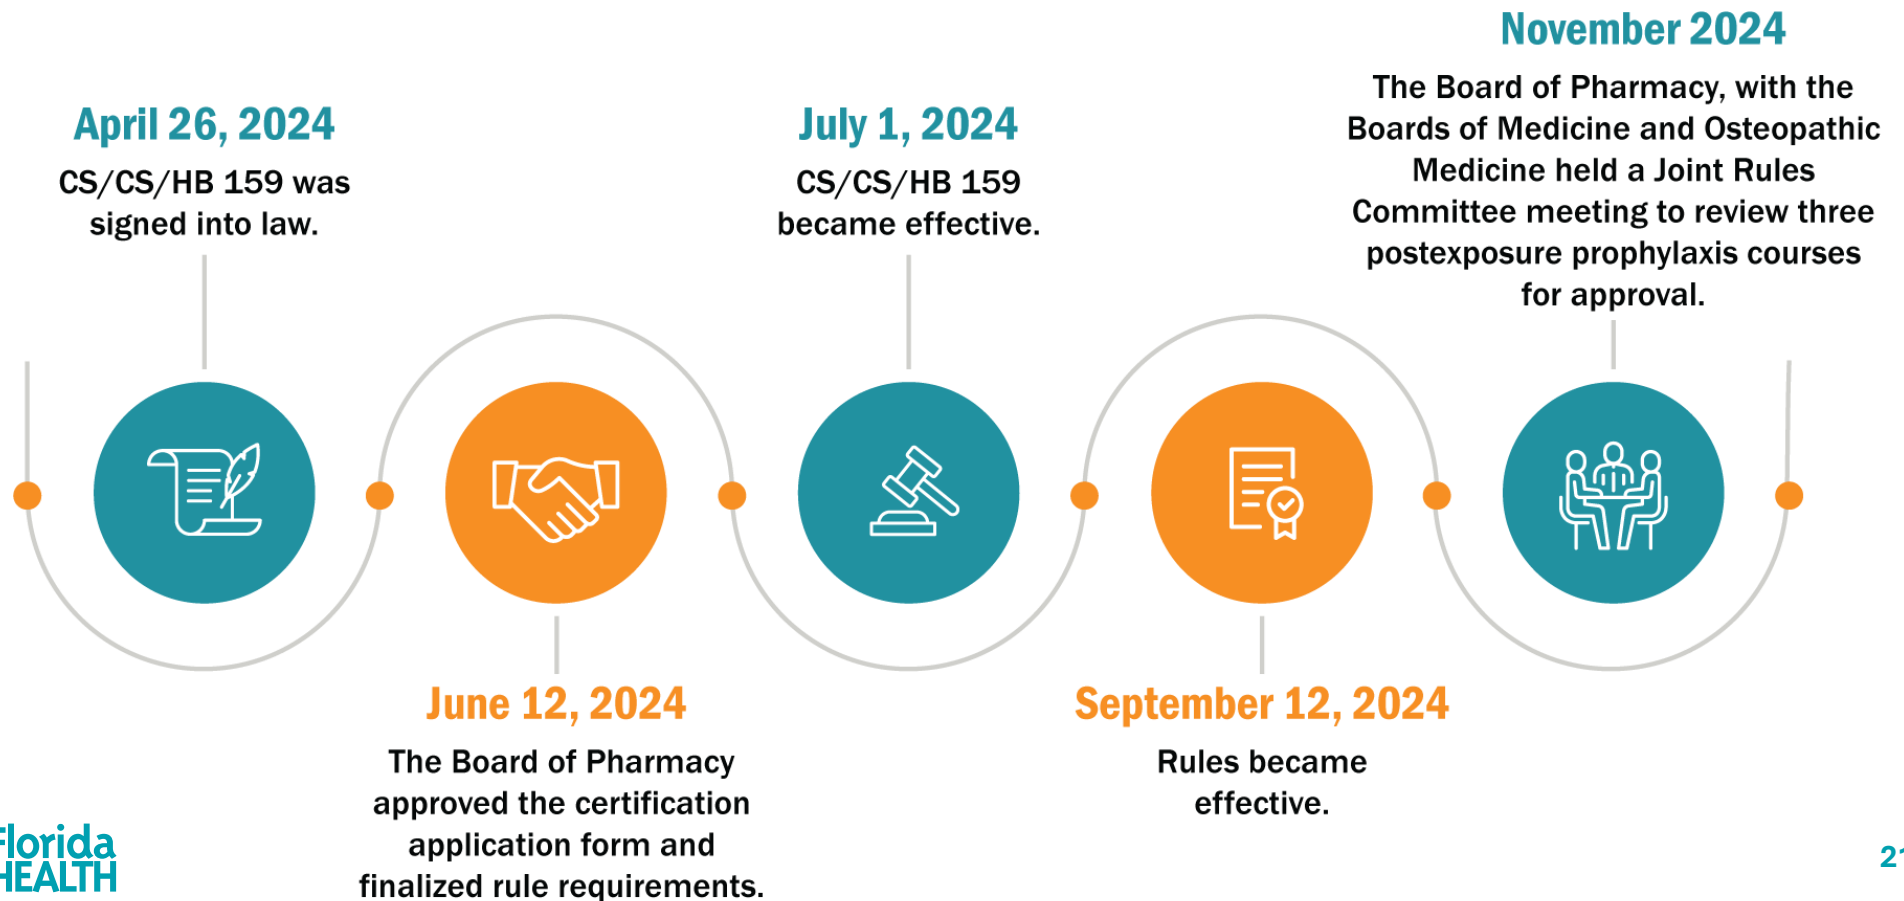 April 26, 2024
CS/CS/HB 159 was
signed into law.
June 12, 2024
The Board of Pharmacy
approved the certification
application form and
finalized rule requirements.
July 1, 2024
CS/CS/HB 159
became effective.
September 12, 2024
Rules became
effective.
November 2024
The Board of Pharmacy, with the
Boards of Medicine and Osteopathic
Medicine held a Joint Rules
Committee meeting to review three
postexposure prophylaxis courses
for approval.
Florida
HEALTH
21